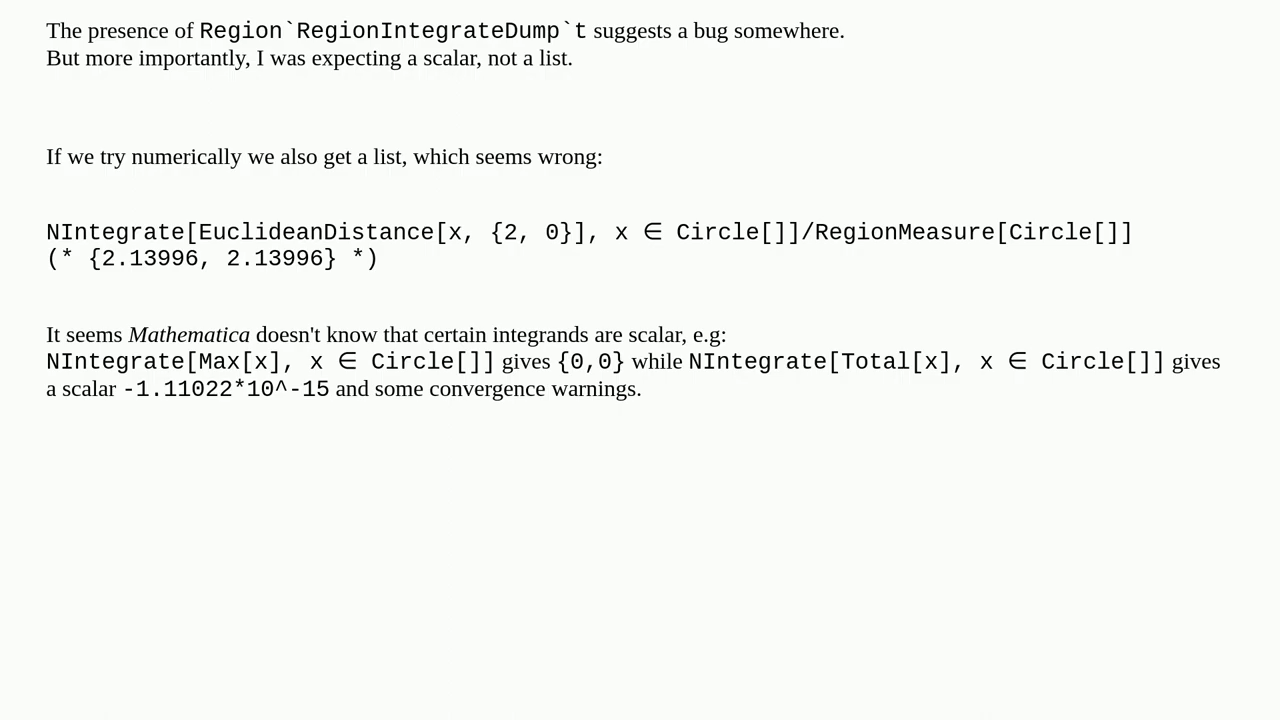 The presence of Region`RegionIntegrateDump`t suggests a bug somewhere.
But more importantly, I was expecting a scalar, not a list.
If we try numerically we also get a list, which seems wrong:
NIntegrate[EuclideanDistance[x, {2, 0}], x ∈ Circle[]]/RegionMeasure[Circle[]]
(* {2.13996, 2.13996} *)
It seems Mathematica doesn't know that certain integrands are scalar, e.g:
NIntegrate[Max[x], x ∈ Circle[]] gives {0,0} while NIntegrate[Total[x], x ∈ Circle[]] gives
a scalar -1.11022*10^-15 and some convergence warnings.